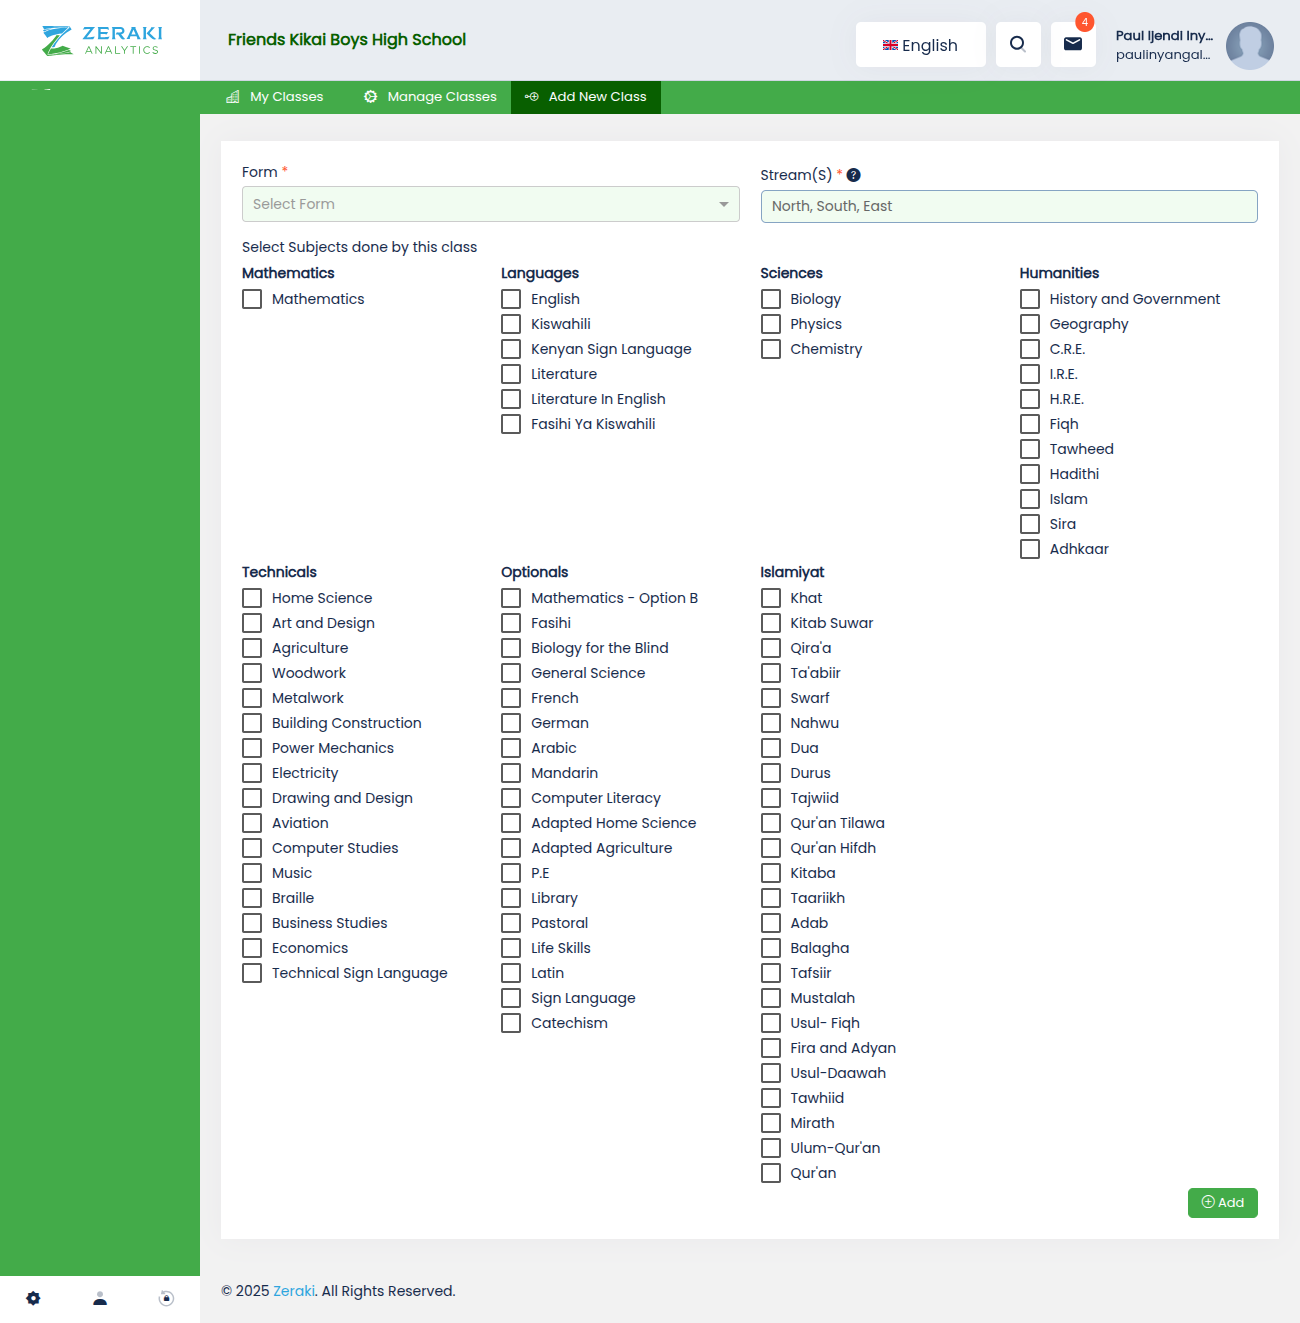 ZERAKI
ANALYTICS
Friends Kikai Boys High School
English
4
Paul Ijendi Iny...
paulinyangal...
My Classes
Manage Classes
Add New Class
Form *
Select Form
Stream(S) * ?
North, South, East
Select Subjects done by this class
Mathematics
Mathematics
Languages
English
Kiswahili
Kenyan Sign Language
Literature
Literature In English
Fasihi Ya Kiswahili
Sciences
Biology
Physics
Chemistry
Humanities
History and Government
Geography
C.R.E.
I.R.E.
H.R.E.
Fiqh
Tawheed
Hadithi
Islam
Sira
Adhkaar
Technicals
Home Science
Art and Design
Agriculture
Woodwork
Metalwork
Building Construction
Power Mechanics
Electricity
Drawing and Design
Aviation
Computer Studies
Music
Braille
Business Studies
Economics
Technical Sign Language
Optionals
Mathematics - Option B
Fasihi
Biology for the Blind
General Science
French
German
Arabic
Mandarin
Computer Literacy
Adapted Home Science
Adapted Agriculture
P.E
Library
Pastoral
Life Skills
Latin
Sign Language
Catechism
Islamiyat
Khat
Kitab Suwar
Qira'a
Ta'abiir
Swarf
Nahwu
Dua
Durus
Tajwiid
Qur'an Tilawa
Qur'an Hifdh
Kitaba
Taariikh
Adab
Balagha
Tafsiir
Mustalah
Usul- Fiqh
Fira and Adyan
Usul-Daawah
Tawhiid
Mirath
Ulum-Qur'an
Qur'an
Add
© 2025 Zeraki. All Rights Reserved.